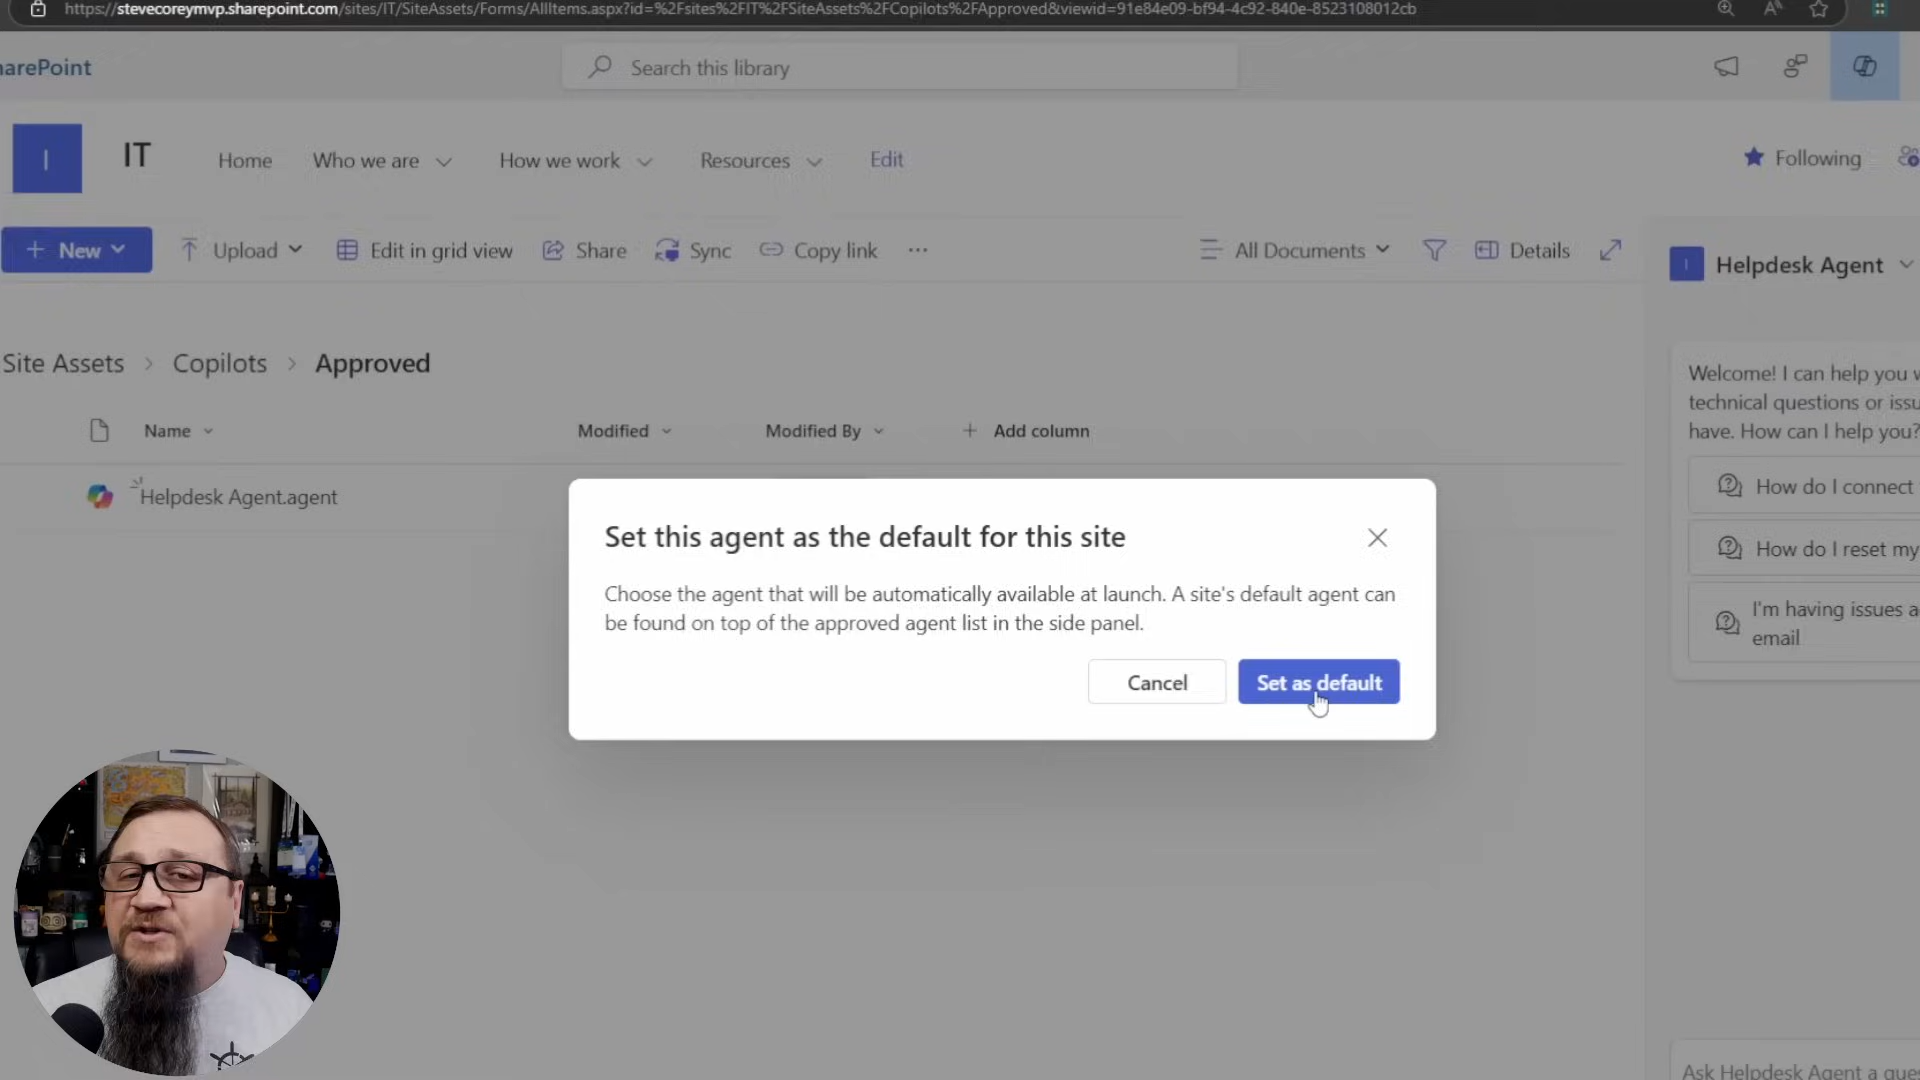 https://stevecoreymvp.sharepoint.com/sites/IT/SiteAssets/Forms/AllItems.aspx?id=%2Fsites%2FIT%2FSiteAssets%2FCopilots%2FApproved&viewid=91e84e09-bf94-4c92-840e-8523108012cb
arePoint
Search this library
I
IT
Home
Who we are
How we work
Resources
Edit
Following
+ New
Upload
Edit in grid view
Share
Sync
Copy link
...
All Documents
Details
I
Helpdesk Agent
Site Assets > Copilots > Approved
Welcome! I can help you w
technical questions or issu
have. How can I help you?
Name
Modified
Modified By
+ Add column
Helpdesk Agent.agent
How do I connect
How do I reset my
I'm having issues a
email
Set this agent as the default for this site
Choose the agent that will be automatically available at launch. A site's default agent can
be found on top of the approved agent list in the side panel.
Cancel
Set as default
Ask Helpdesk Agent a ques